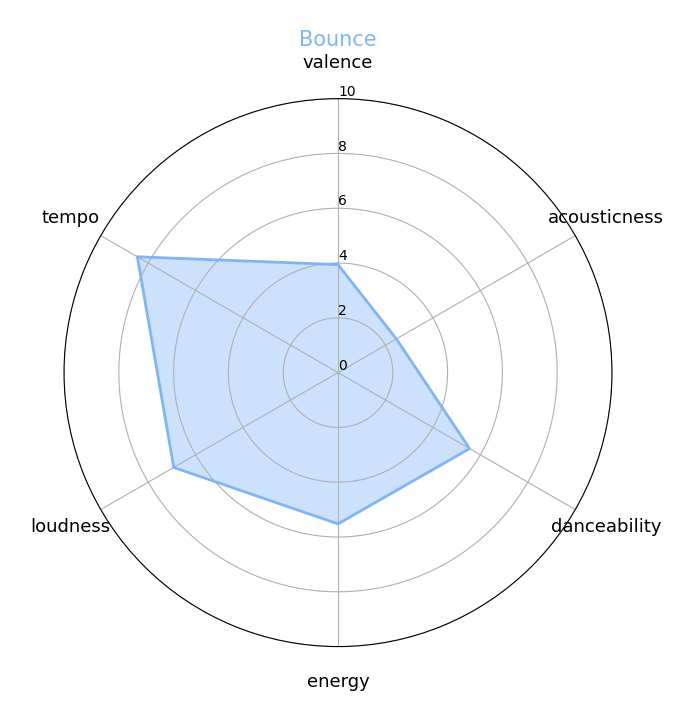 Bounce
valence
10
8
tempo
6
acousticness
4
2
0
loudness
danceability
energy